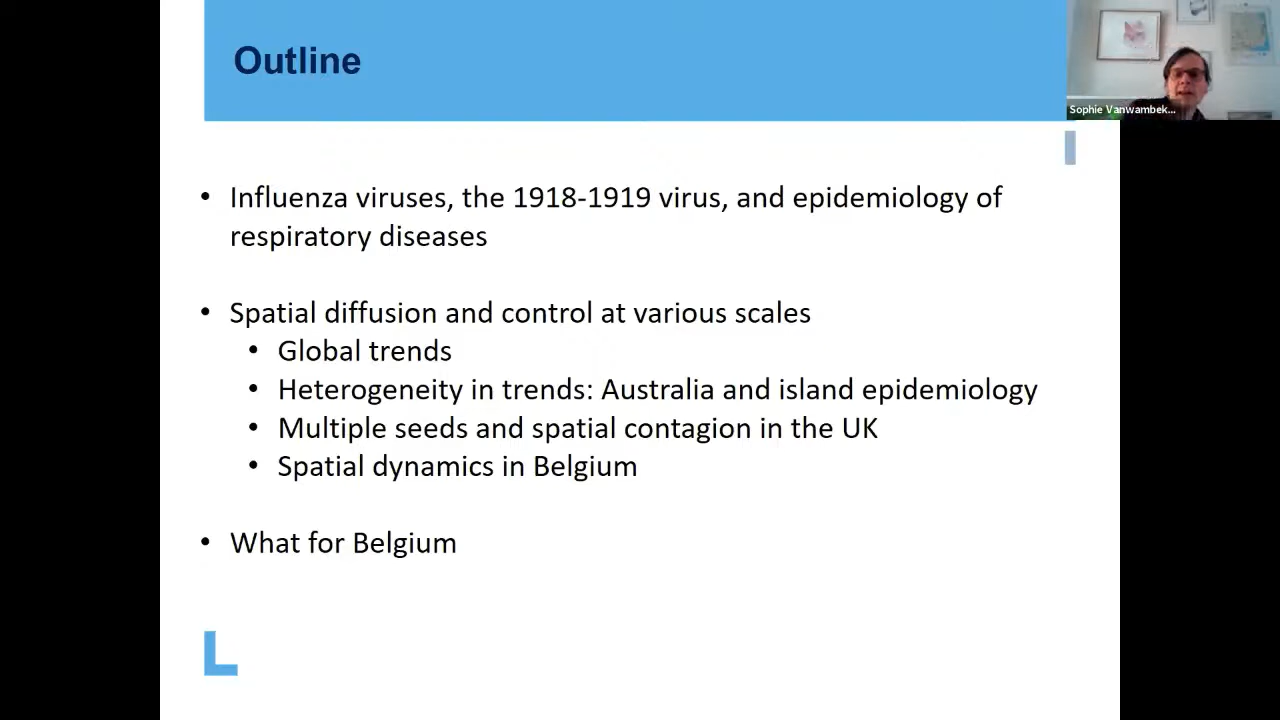 Outline
Sophie Vanwambek...
• Influenza viruses, the 1918-1919 virus, and epidemiology of
respiratory diseases
• Spatial diffusion and control at various scales
• Global trends
• Heterogeneity in trends: Australia and island epidemiology
• Multiple seeds and spatial contagion in the UK
• Spatial dynamics in Belgium
• What for Belgium